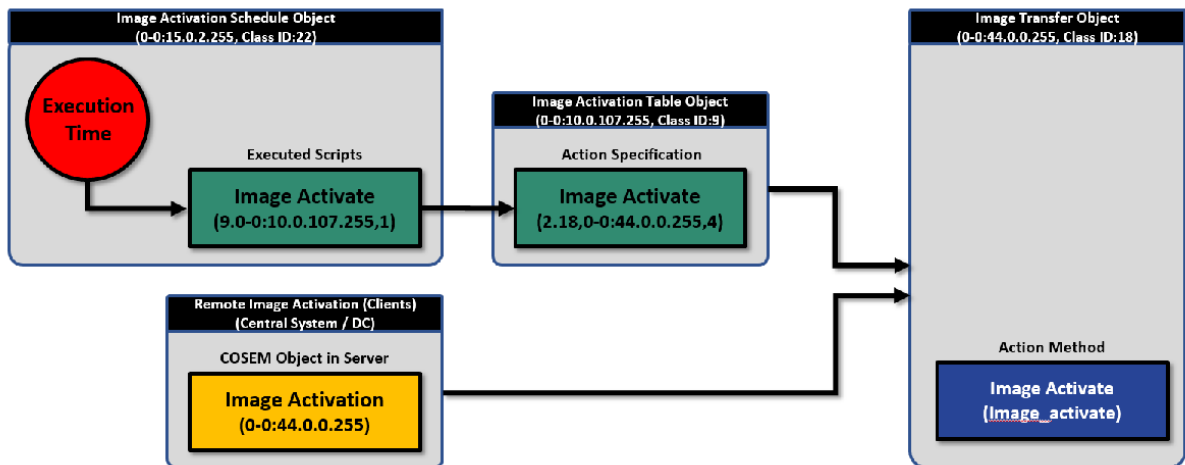 Image Activation Schedule Object
(0-0:15.0.2.255, Class ID:22)
Execution
Time
Executed Scripts
Image Activate
(9.0-0:10.0.107.255,1)
Image Activation Table Object
(0-0:10.0.107.255, Class ID:9)
Action Specification
Image Activate
(2.18,0-0:44.0.0.255,4)
Remote Image Activation (Clients)
(Central System / DC)
COSEM Object in Server
Image Activation
(0-0:44.0.0.255)
Image Transfer Object
(0-0:44.0.0.255, Class ID:18)
Action Method
Image Activate
(Image_activate)